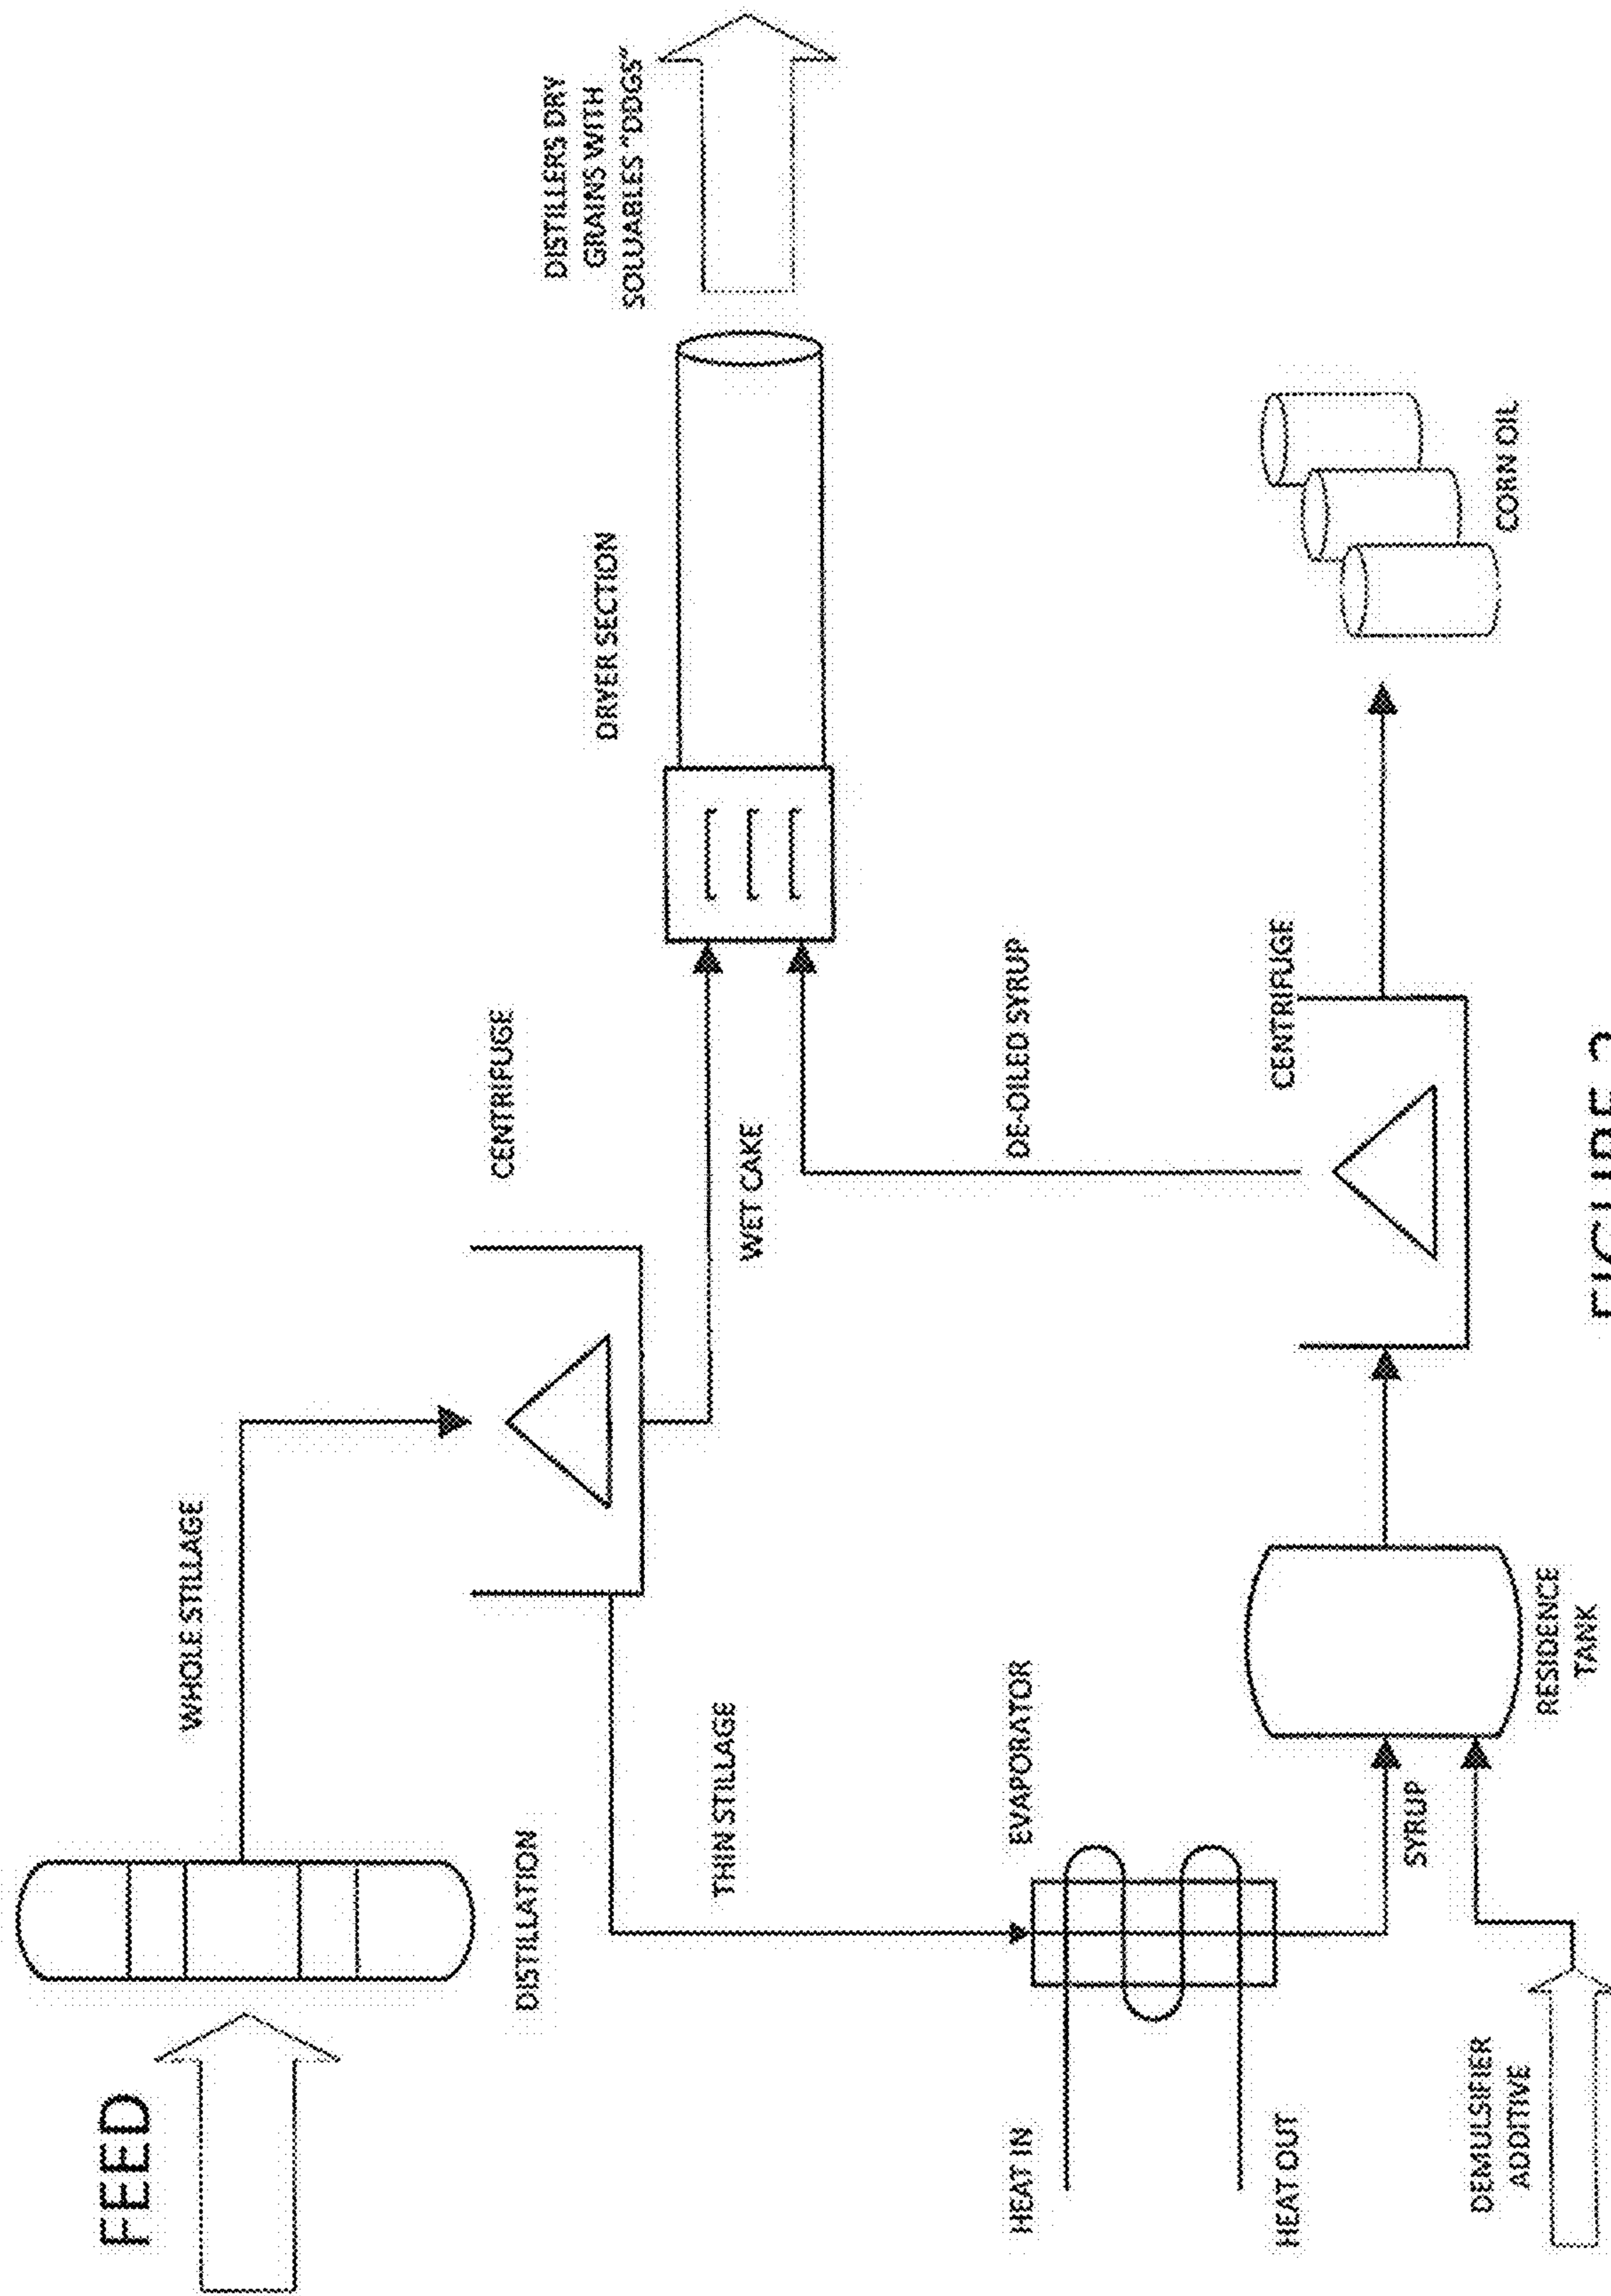 FEED
WHOLE STILLAGE
DISTILLATION
CENTRIFUGE
DISTILLERS DRY
GRAINS WITH
SOLUABLES "DDGS"
DRYER SECTION
THIN STILLAGE
WET CAKE
HEAT IN
EVAPORATOR
DE-OILED SYRUP
HEAT OUT
CENTRIFUGE
SYRUP
DEMULSIFIER
ADDITIVE
CORN OIL
RESIDENCE
TANK
FIGURE